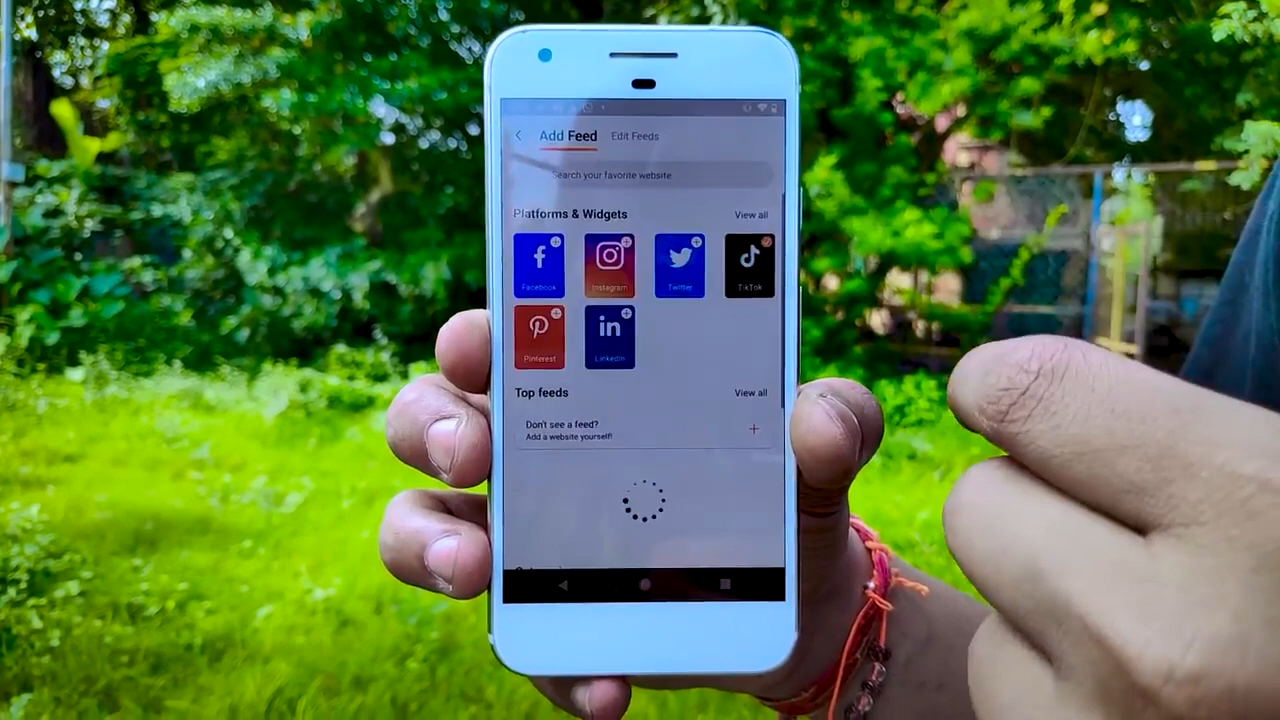 Add Feed Edit Feeds
Search your favorite website
Platforms & Widgets View all
Facebook Instagram Twitter TikTok
Pinterest LinkedIn
Top feeds View all
Don't see a feed?
Add a website yourself!